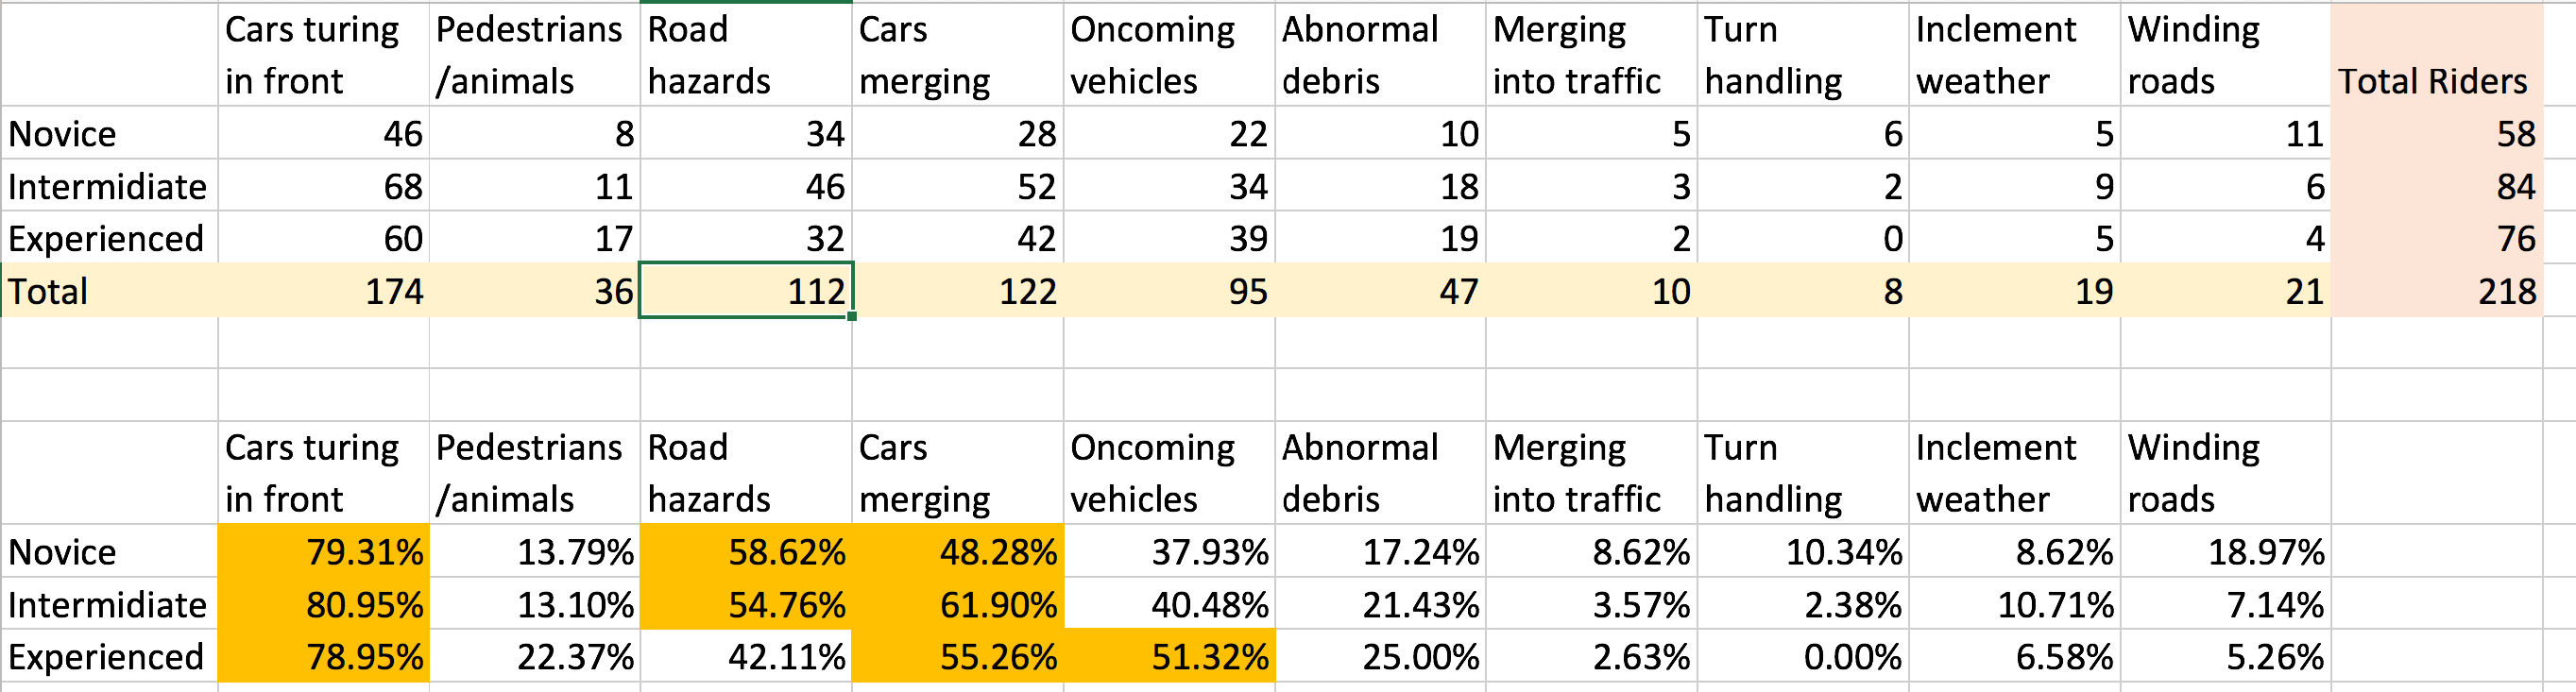 Cars turing Pedestrians Road Cars Oncoming Abnormal Merging Turn Inclement Winding
in front /animals hazards merging vehicles debris into traffic handling weather roads Total Riders
Novice 46 8 34 28 22 10 5 6 5 11 58
Intermidiate 68 11 46 52 34 18 3 2 9 6 84
Experienced 60 17 32 42 39 19 2 0 5 4 76
Total 174 36 112 122 95 47 10 8 19 21 218
Cars turing Pedestrians Road Cars Oncoming Abnormal Merging Turn Inclement Winding
in front /animals hazards merging vehicles debris into traffic handling weather roads
Novice 79.31% 13.79% 58.62% 48.28% 37.93% 17.24% 8.62% 10.34% 8.62% 18.97%
Intermidiate 80.95% 13.10% 54.76% 61.90% 40.48% 21.43% 3.57% 2.38% 10.71% 7.14%
Experienced 78.95% 22.37% 42.11% 55.26% 51.32% 25.00% 2.63% 0.00% 6.58% 5.26%